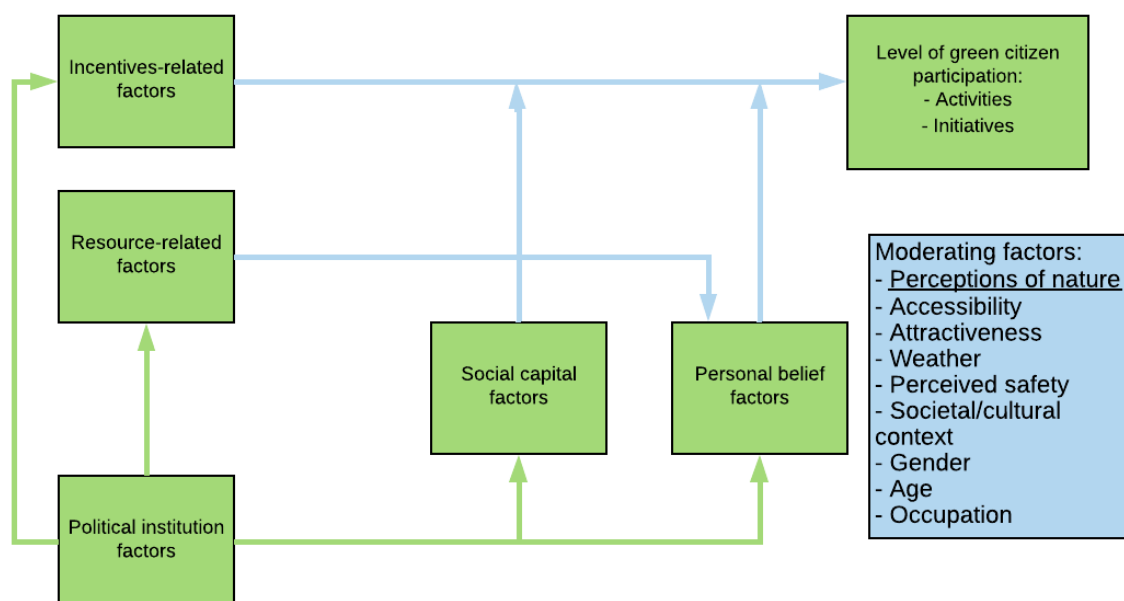 Incentives-related
factors
Level of green citizen
participation:
- Activities
- Initiatives
Resource-related
factors
Moderating factors:
- Perceptions of nature
- Accessibility
- Attractiveness
- Weather
- Perceived safety
- Societal/cultural
context
- Gender
- Age
- Occupation
Social capital
factors
Personal belief
factors
Political institution
factors